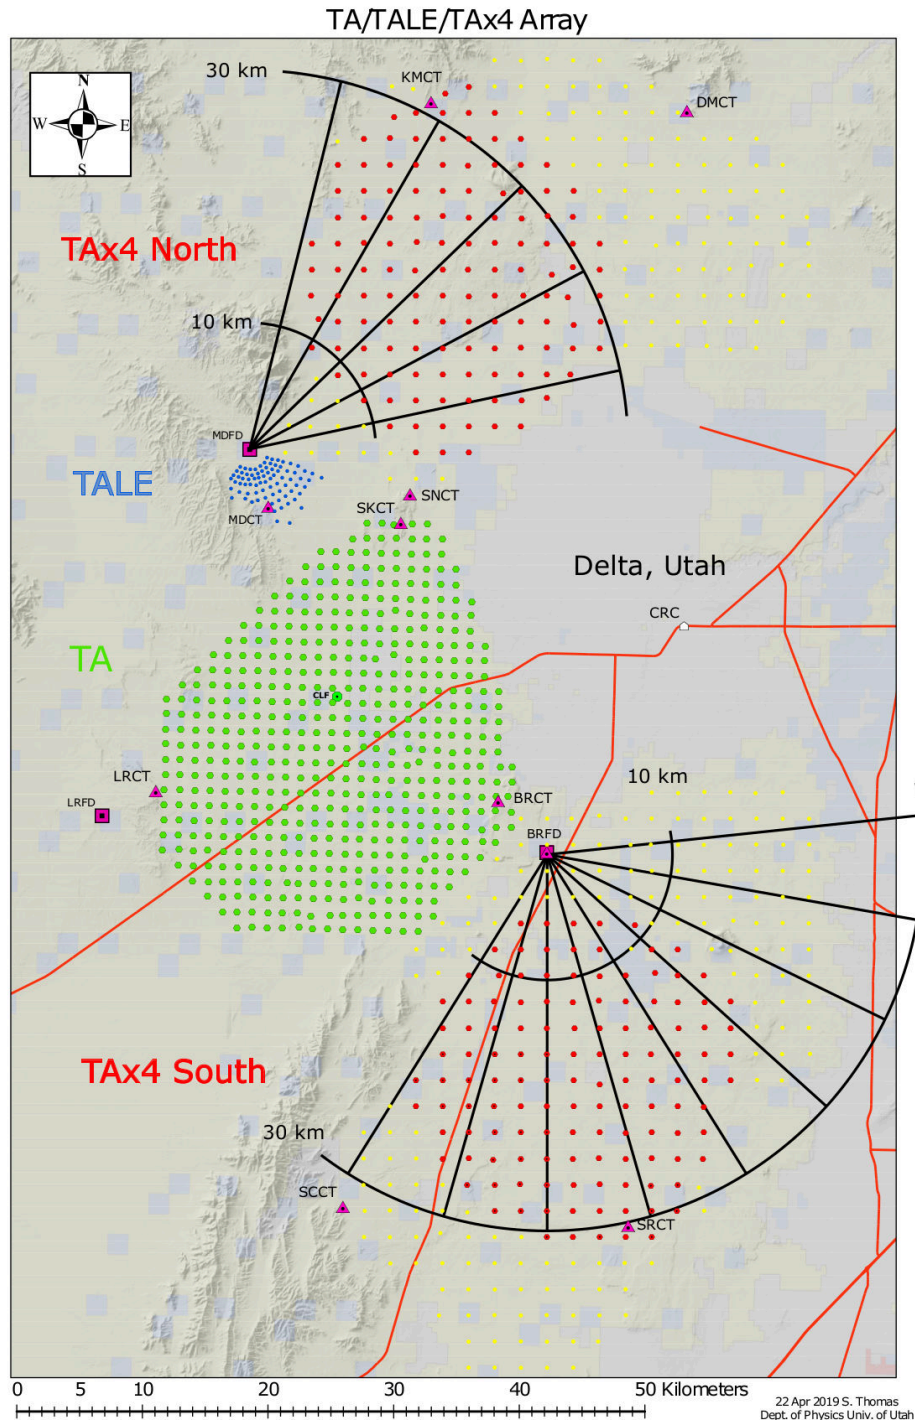 TA/TALE/TAx4 Array
30 km
KMCT
DMCT
N
W
E
S
TAx4 North
10 km
MDFD
TALE
MDCT
SNCT
SKCT
Delta, Utah
CRC
TA
CLF
LRCT
LRFD
10 km
BRCT
BRFD
TAx4 South
30 km
SCCT
SRCT
0 5 10 20 30 40 50 Kilometers
22 Apr 2019 S. Thomas
Dept. of Physics Univ. of Utah